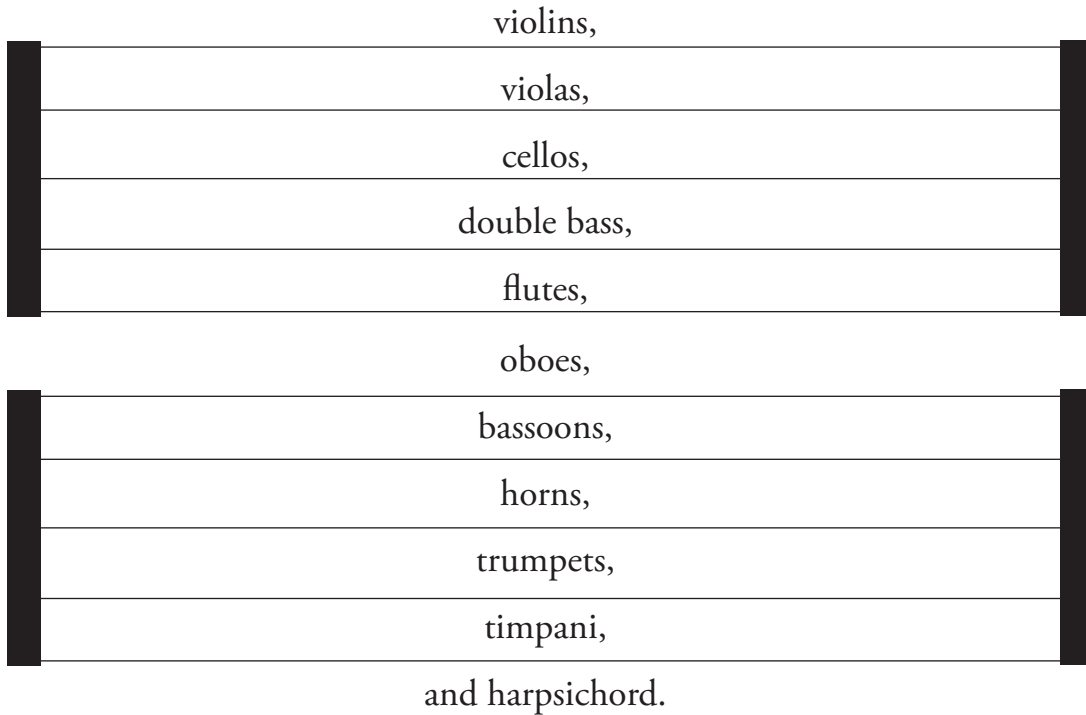 violins,
violas,
cellos,
double bass,
flutes,
oboes,
bassoons,
horns,
trumpets,
timpani,
and harpsichord.